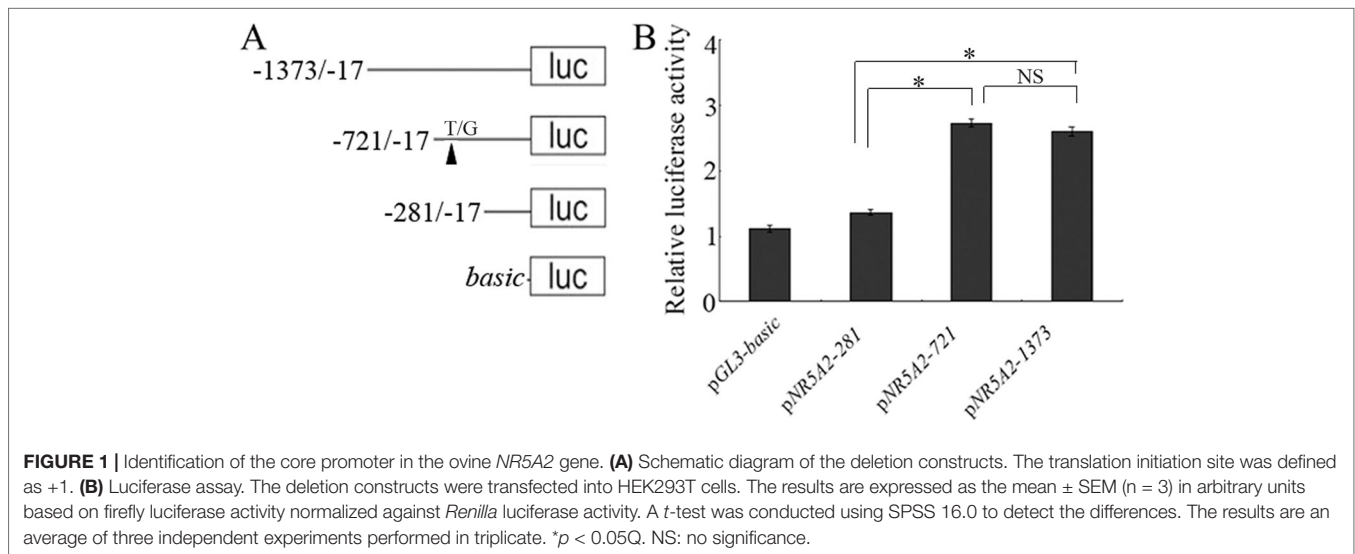 A
-1373/-17 luc
-721/-17 T/G luc
-281/-17 luc
basic luc
B
Relative luciferase activity
4
3
2
1
0
*
*
NS
pGL3-basic
pNR5A2-281
pNR5A2-721
pNR5A2-1373
FIGURE 1 | Identification of the core promoter in the ovine NR5A2 gene. (A) Schematic diagram of the deletion constructs. The translation initiation site was defined
as +1. (B) Luciferase assay. The deletion constructs were transfected into HEK293T cells. The results are expressed as the mean ± SEM (n = 3) in arbitrary units
based on firefly luciferase activity normalized against Renilla luciferase activity. A t-test was conducted using SPSS 16.0 to detect the differences. The results are an
average of three independent experiments performed in triplicate. *p < 0.05Q. NS: no significance.